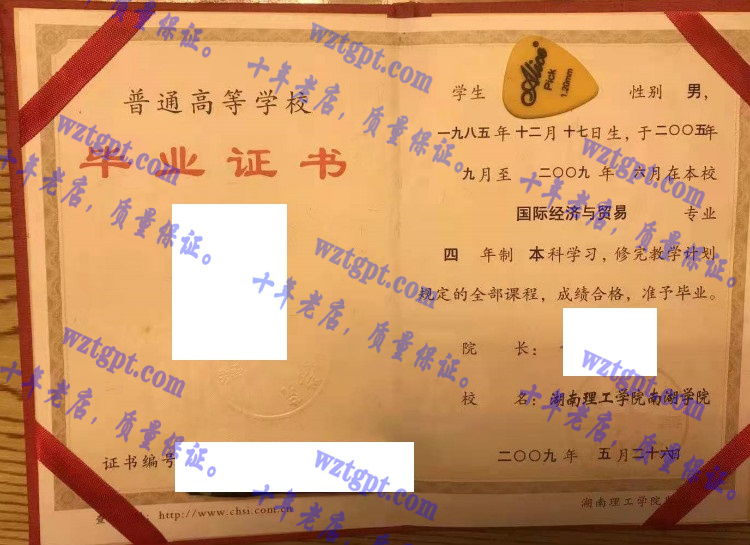 普通高等学校
毕业证书
证书编号
http://www.chsi.com.cn
学生 性别 男,
一九八五年 十二月 十七日生,于二〇〇五年
九月至 二〇〇九 年 六月在本校
国际经济与贸易 专业
四 年制 本科学习,修完教学计划
规定的全部课程,成绩合格,准予毕业。
院 长:
校 名: 湖南理工学院南湖学院
二〇〇九 年 五月二十六日
湖南理工学院
Alice
Pick
1.20mm
wztgpt.com
十年老店,质量保证。